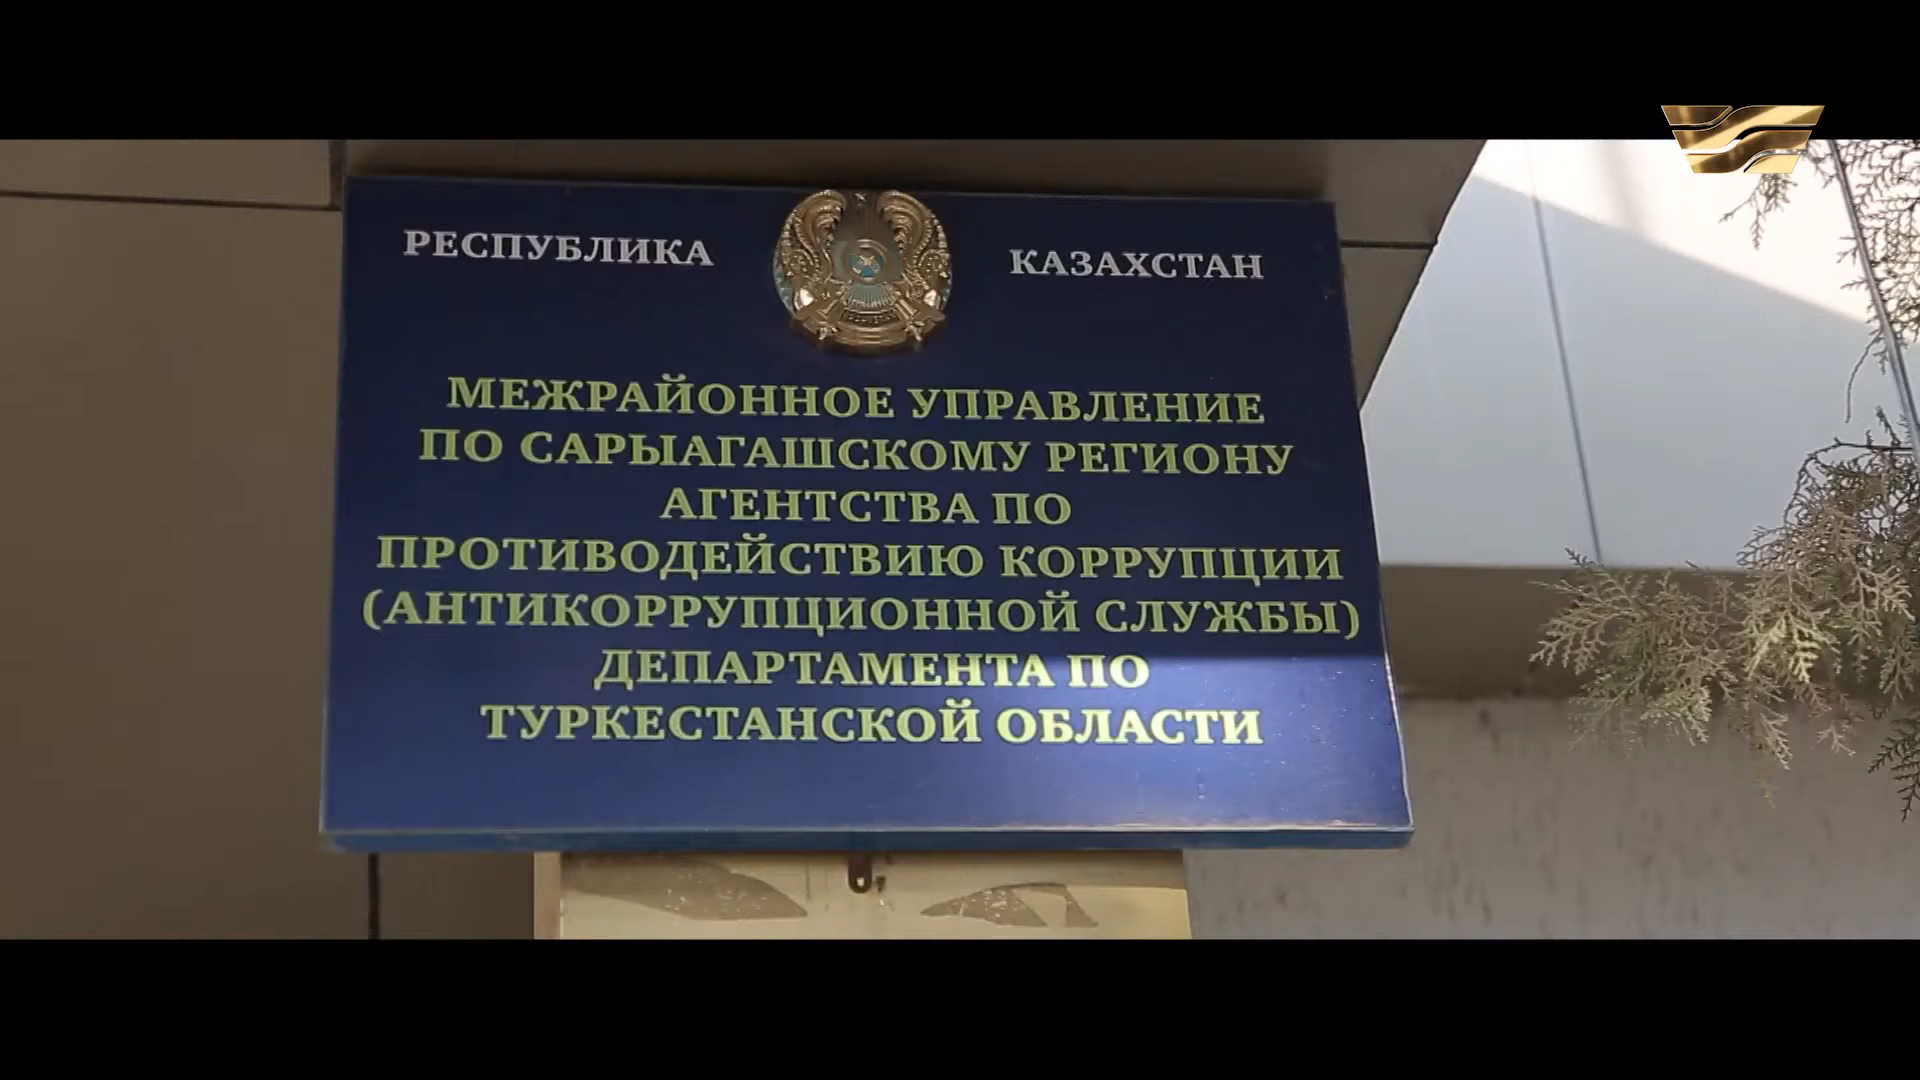 РЕСПУБЛИКА КАЗАХСТАН
МЕЖРАЙОННОЕ УПРАВЛЕНИЕ
ПО САРЫАГАШСКОМУ РЕГИОНУ
АГЕНТСТВА ПО
ПРОТИВОДЕЙСТВИЮ КОРРУПЦИИ
(АНТИКОРРУПЦИОННОЙ СЛУЖБЫ)
ДЕПАРТАМЕНТА ПО
ТУРКЕСТАНСКОЙ ОБЛАСТИ